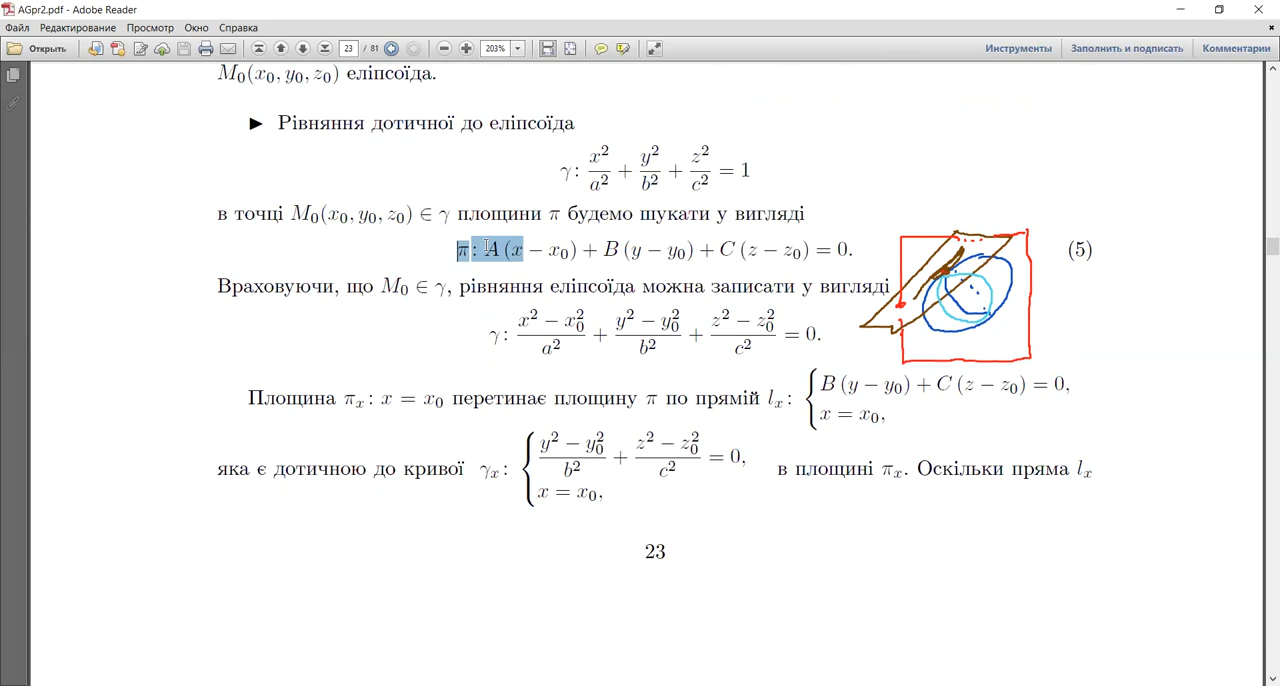 AGpr2.pdf - Adobe Reader
Файл Редактирование Просмотр Окно Справка
Открыть 23 / 81 203% Инструменты Заполнить и подписать Комментарии
M₀(x₀, y₀, z₀) еліпсоїда.
► Рівняння дотичної до еліпсоїда
γ: x²/a² + y²/b² + z²/c² = 1
в точці M₀(x₀, y₀, z₀) ∈ γ площини π будемо шукати у вигляді
π: A (x − x₀) + B (y − y₀) + C (z − z₀) = 0. (5)
Враховуючи, що M₀ ∈ γ, рівняння еліпсоїда можна записати у вигляді
γ: (x² − x₀²)/a² + (y² − y₀²)/b² + (z² − z₀²)/c² = 0.
Площина πₓ: x = x₀ перетинає площину π по прямій lₓ: { B (y − y₀) + C (z − z₀) = 0,
x = x₀,
яка є дотичною до кривої γₓ: { (y² − y₀²)/b² + (z² − z₀²)/c² = 0, в площині πₓ. Оскільки пряма lₓ
x = x₀,
23